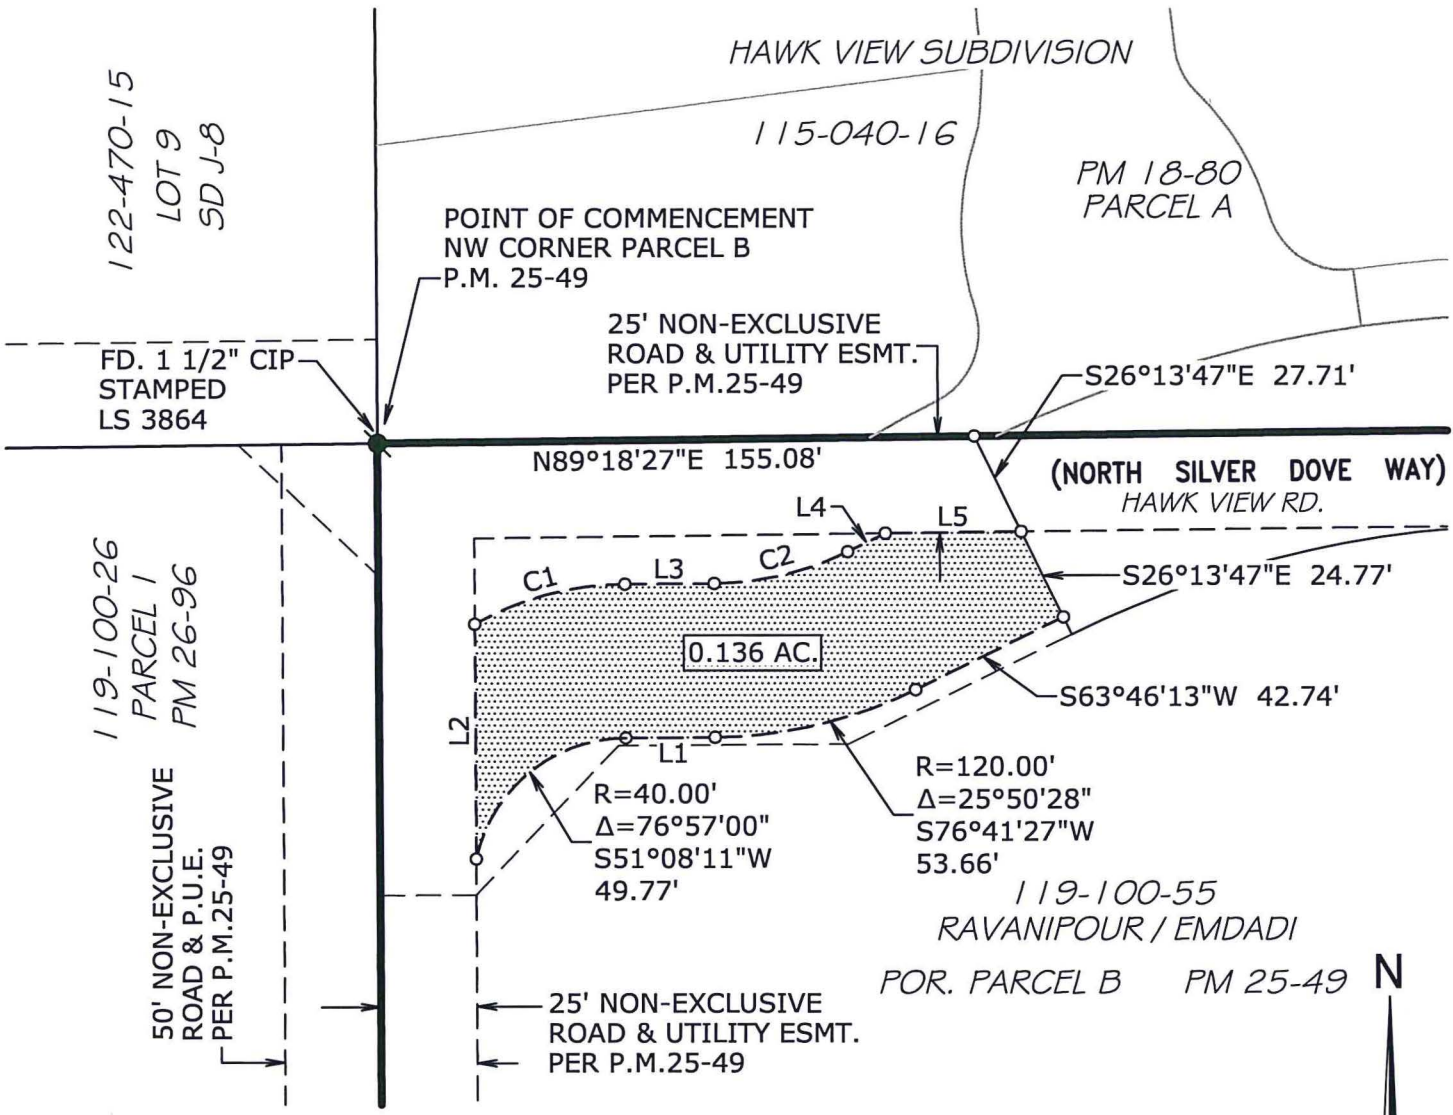 HAWK VIEW SUBDIVISION
115-040-16
PM 18-80
PARCEL A
122-470-15
LOT 9
SD J-8
POINT OF COMMENCEMENT
NW CORNER PARCEL B
P.M. 25-49
25' NON-EXCLUSIVE
ROAD & UTILITY ESMT.
PER P.M.25-49
FD. 1 1/2" CIP
STAMPED
LS 3864
S26°13'47"E 27.71'
N89°18'27"E 155.08'
(NORTH SILVER DOVE WAY)
HAWK VIEW RD.
L4
L5
C1
L3
C2
S26°13'47"E 24.77'
119-100-26
PARCEL 1
PM 26-96
0.136 AC.
S63°46'13"W 42.74'
L2
L1
R=40.00'
Δ=76°57'00"
S51°08'11"W
49.77'
R=120.00'
Δ=25°50'28"
S76°41'27"W
53.66'
119-100-55
RAVANIPOUR / EMDADI
POR. PARCEL B PM 25-49
N
50' NON-EXCLUSIVE
ROAD & P.U.E.
PER P.M.25-49
25' NON-EXCLUSIVE
ROAD & UTILITY ESMT.
PER P.M.25-49